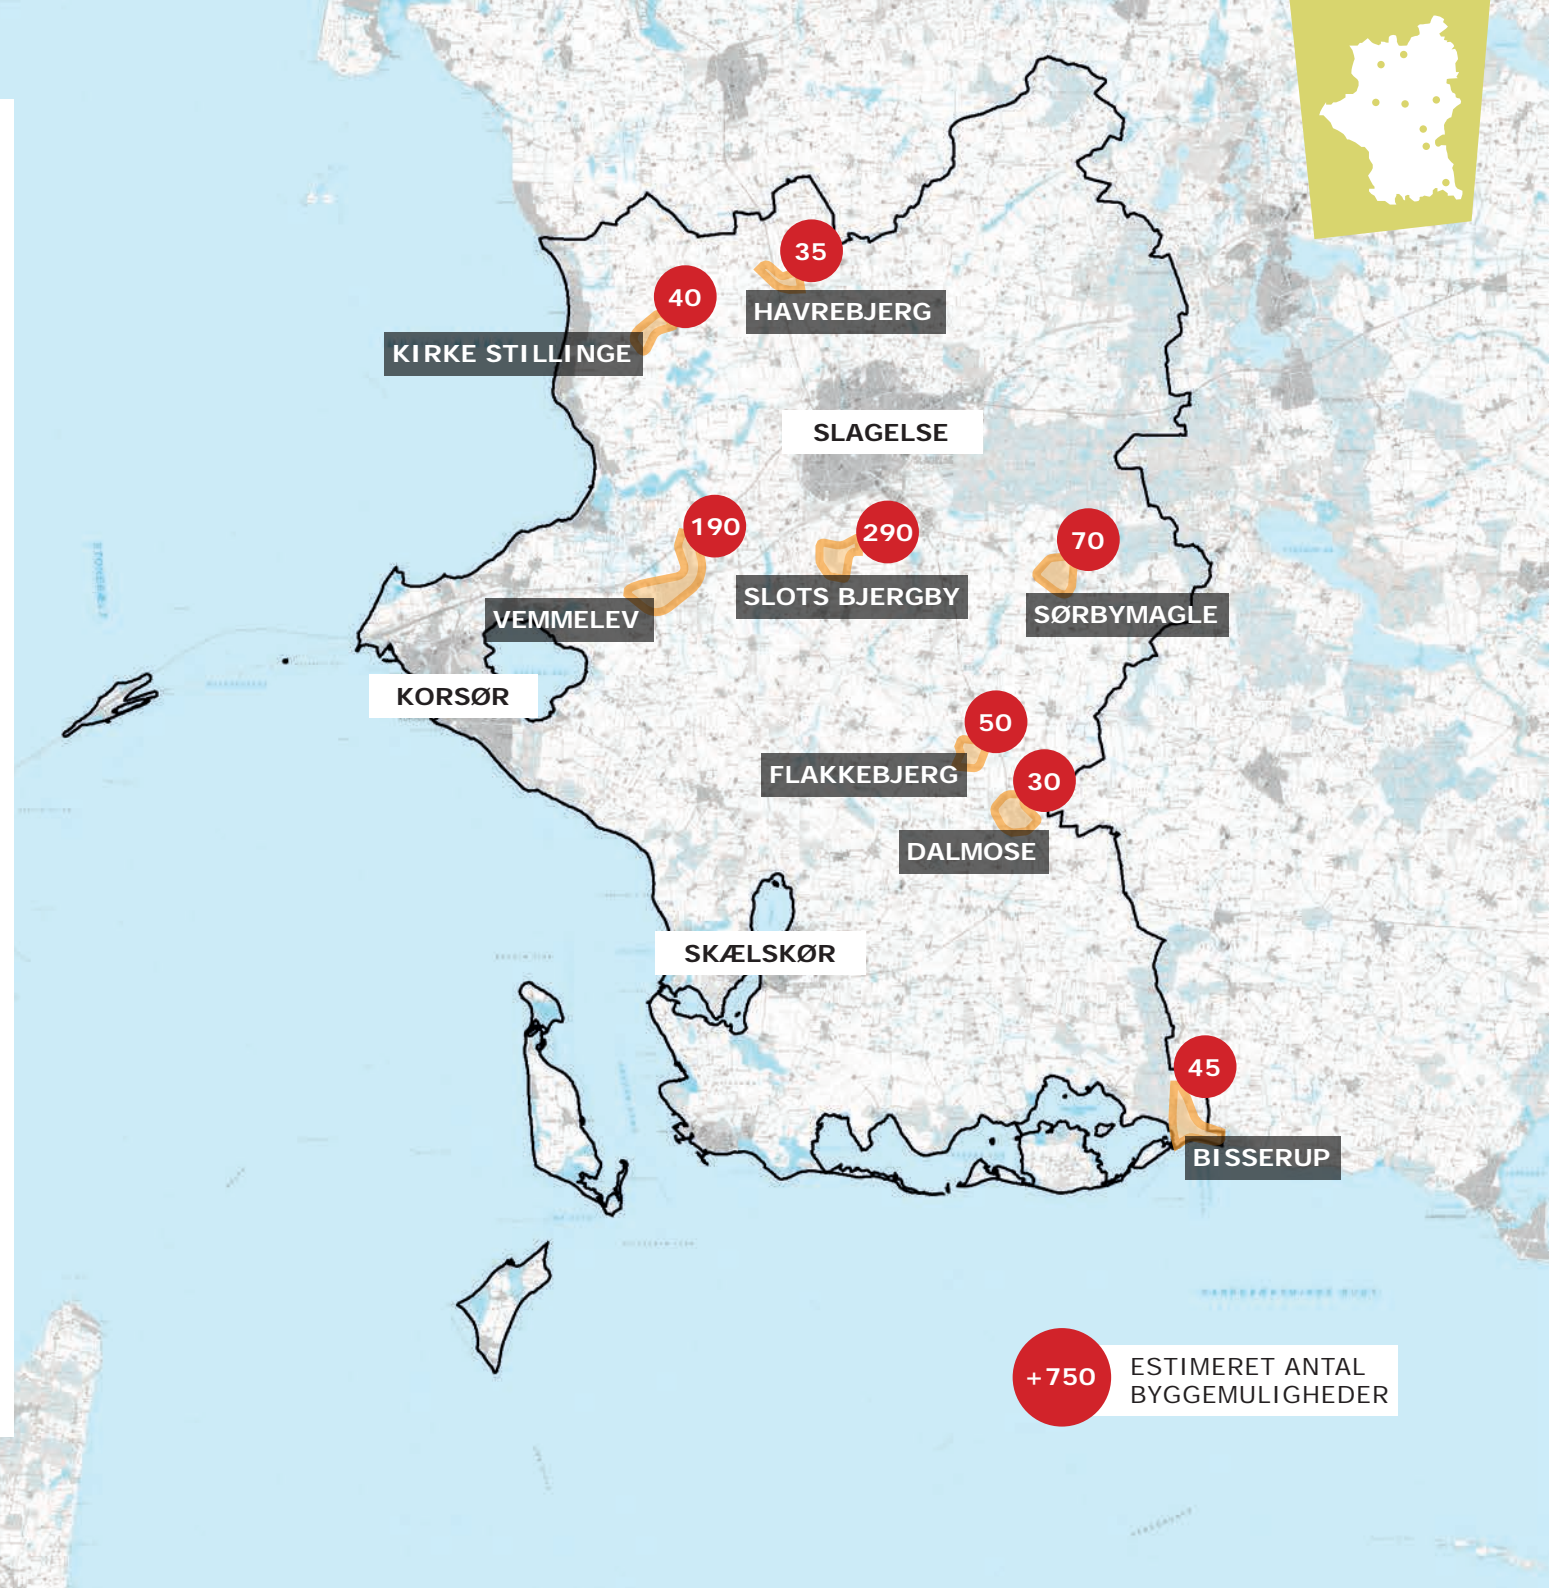 35
HAVREBJERG
40
KIRKE STILLINGE
SLAGELSE
SLAGELSE
190
VEMMELEV
290
SLOTS BJERGBY
70
SØRBYMAGLE
KORSØR
50
FLAKKEBJERG
30
DALMOSE
SKÆLSKØR
45
BISSERUP
+750
ESTIMERET ANTAL
BYGGEMULIGHEDER